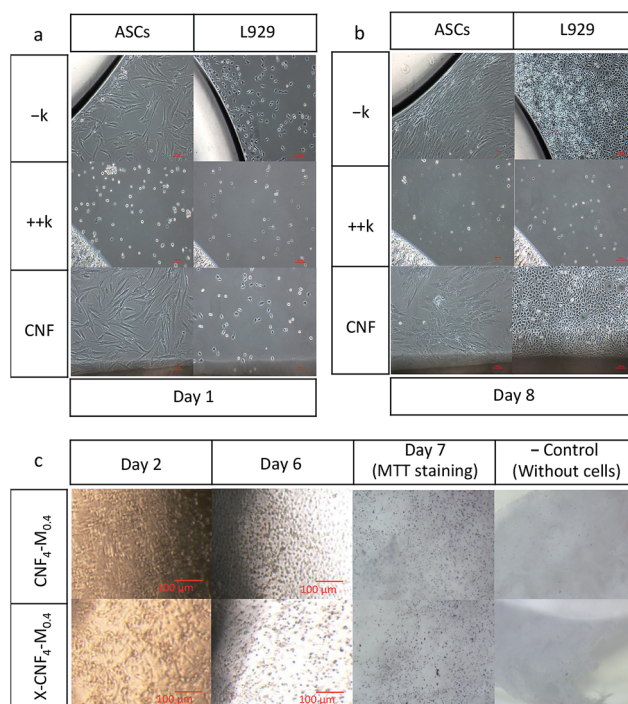 a
ASCs L929
−k
++k
CNF
Day 1
b
ASCs L929
−k
++k
CNF
Day 8
c
Day 2
Day 6
Day 7
(MTT staining)
− Control
(Without cells)
CNF₄-M₀.₄
100 μm
100 μm
X-CNF₄-M₀.₄
100 μm
100 μm